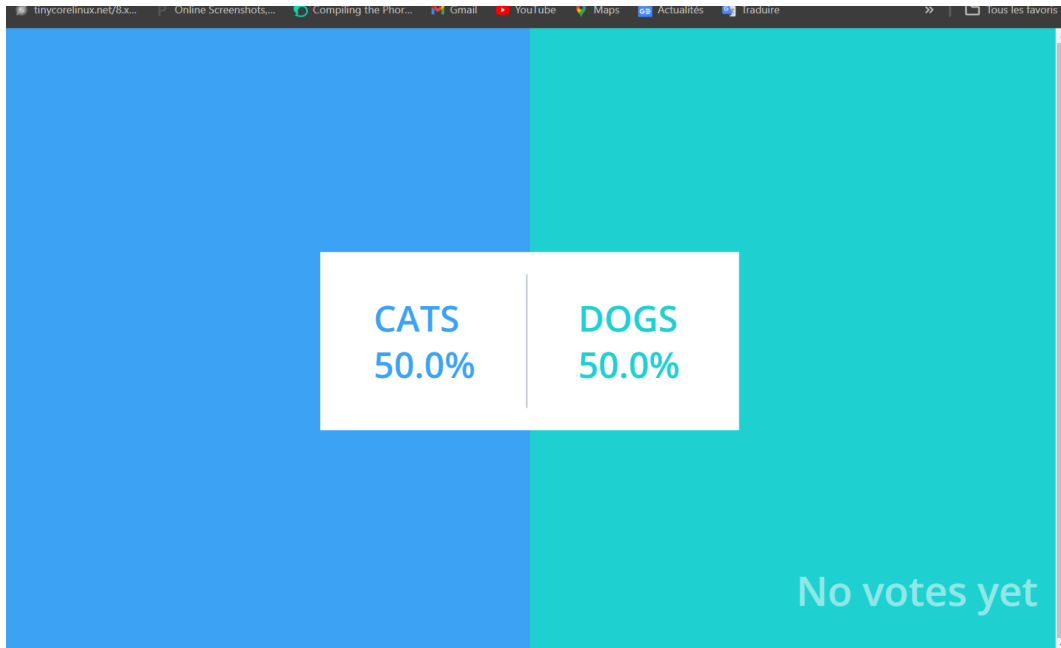 tinycorelinux.net/8.x... Online Screenshots,... Compiling the Phor... Gmail YouTube Maps GE Actualités Traduire » Tous les favoris
CATS
50.0%
DOGS
50.0%
No votes yet